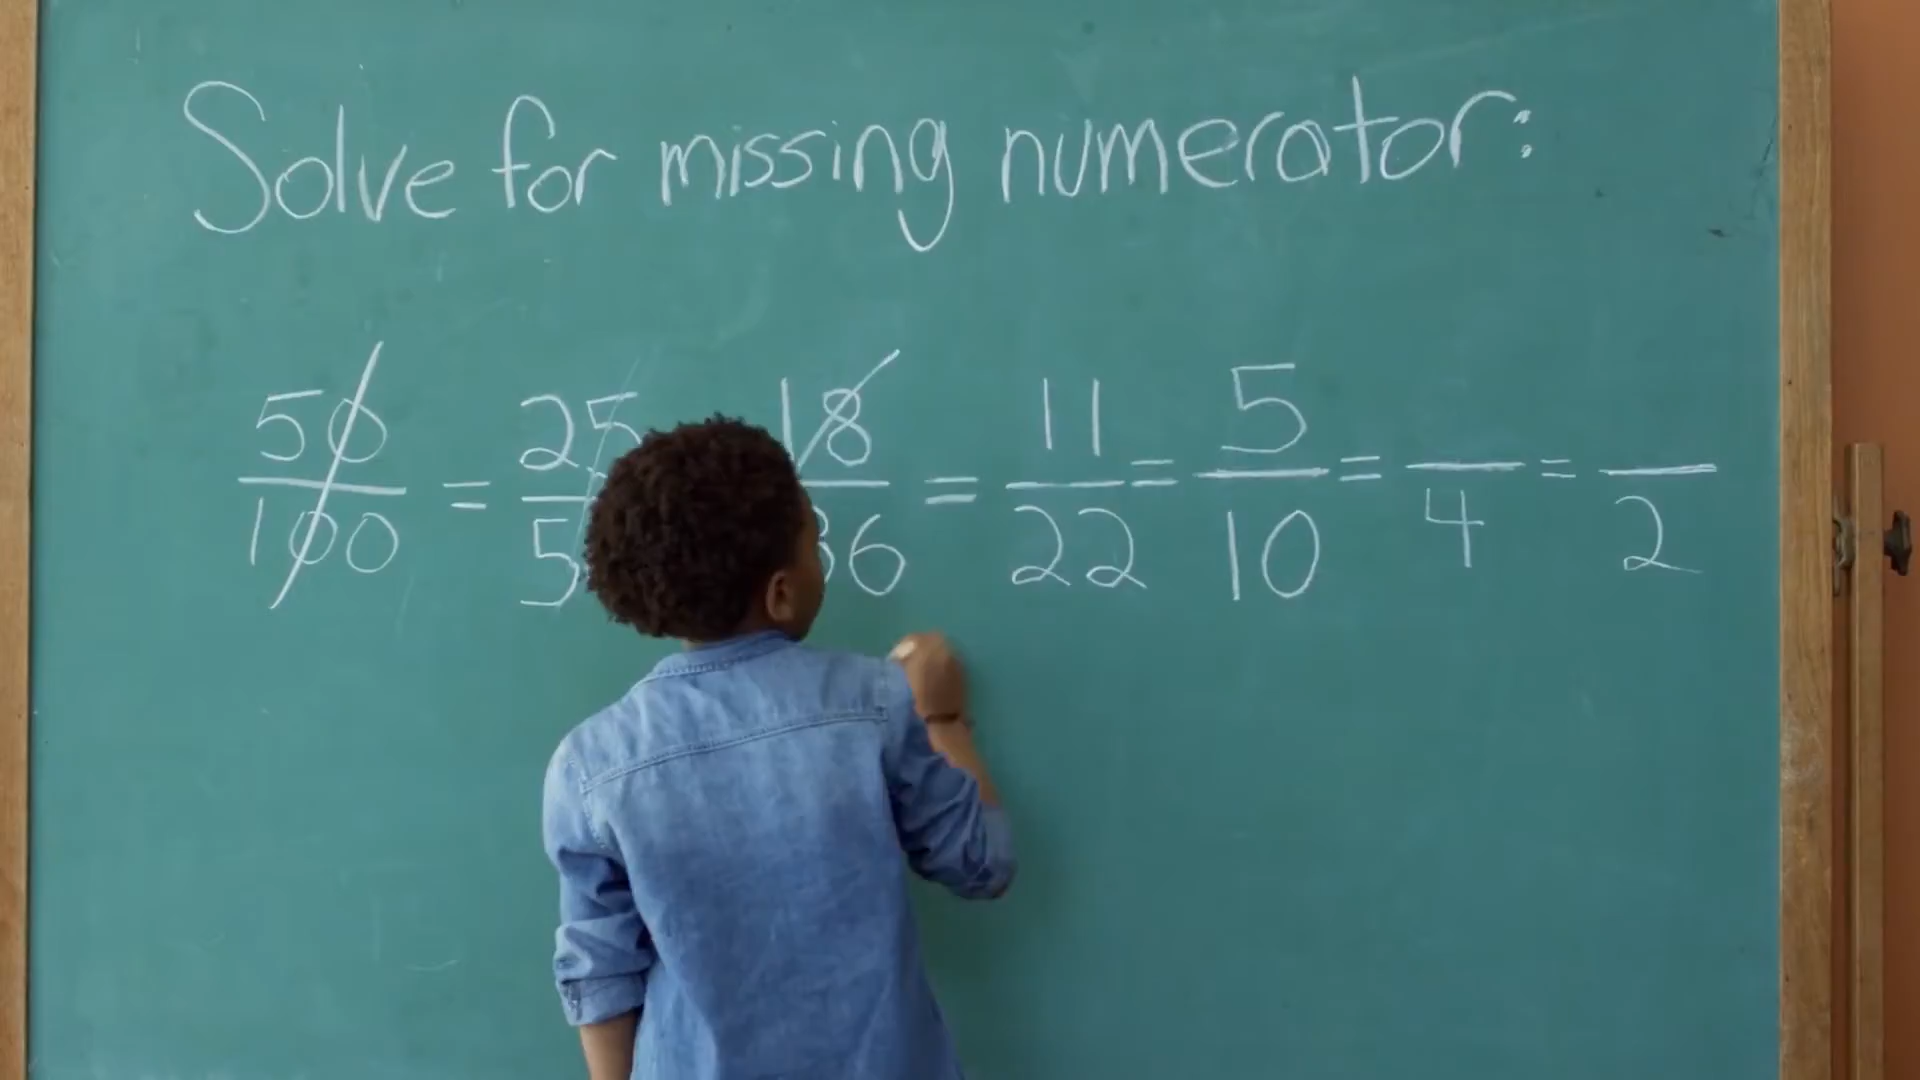 Solve for missing numerator:
50 25 18 11 5
= = = = =
100 5 36 22 10 4 2